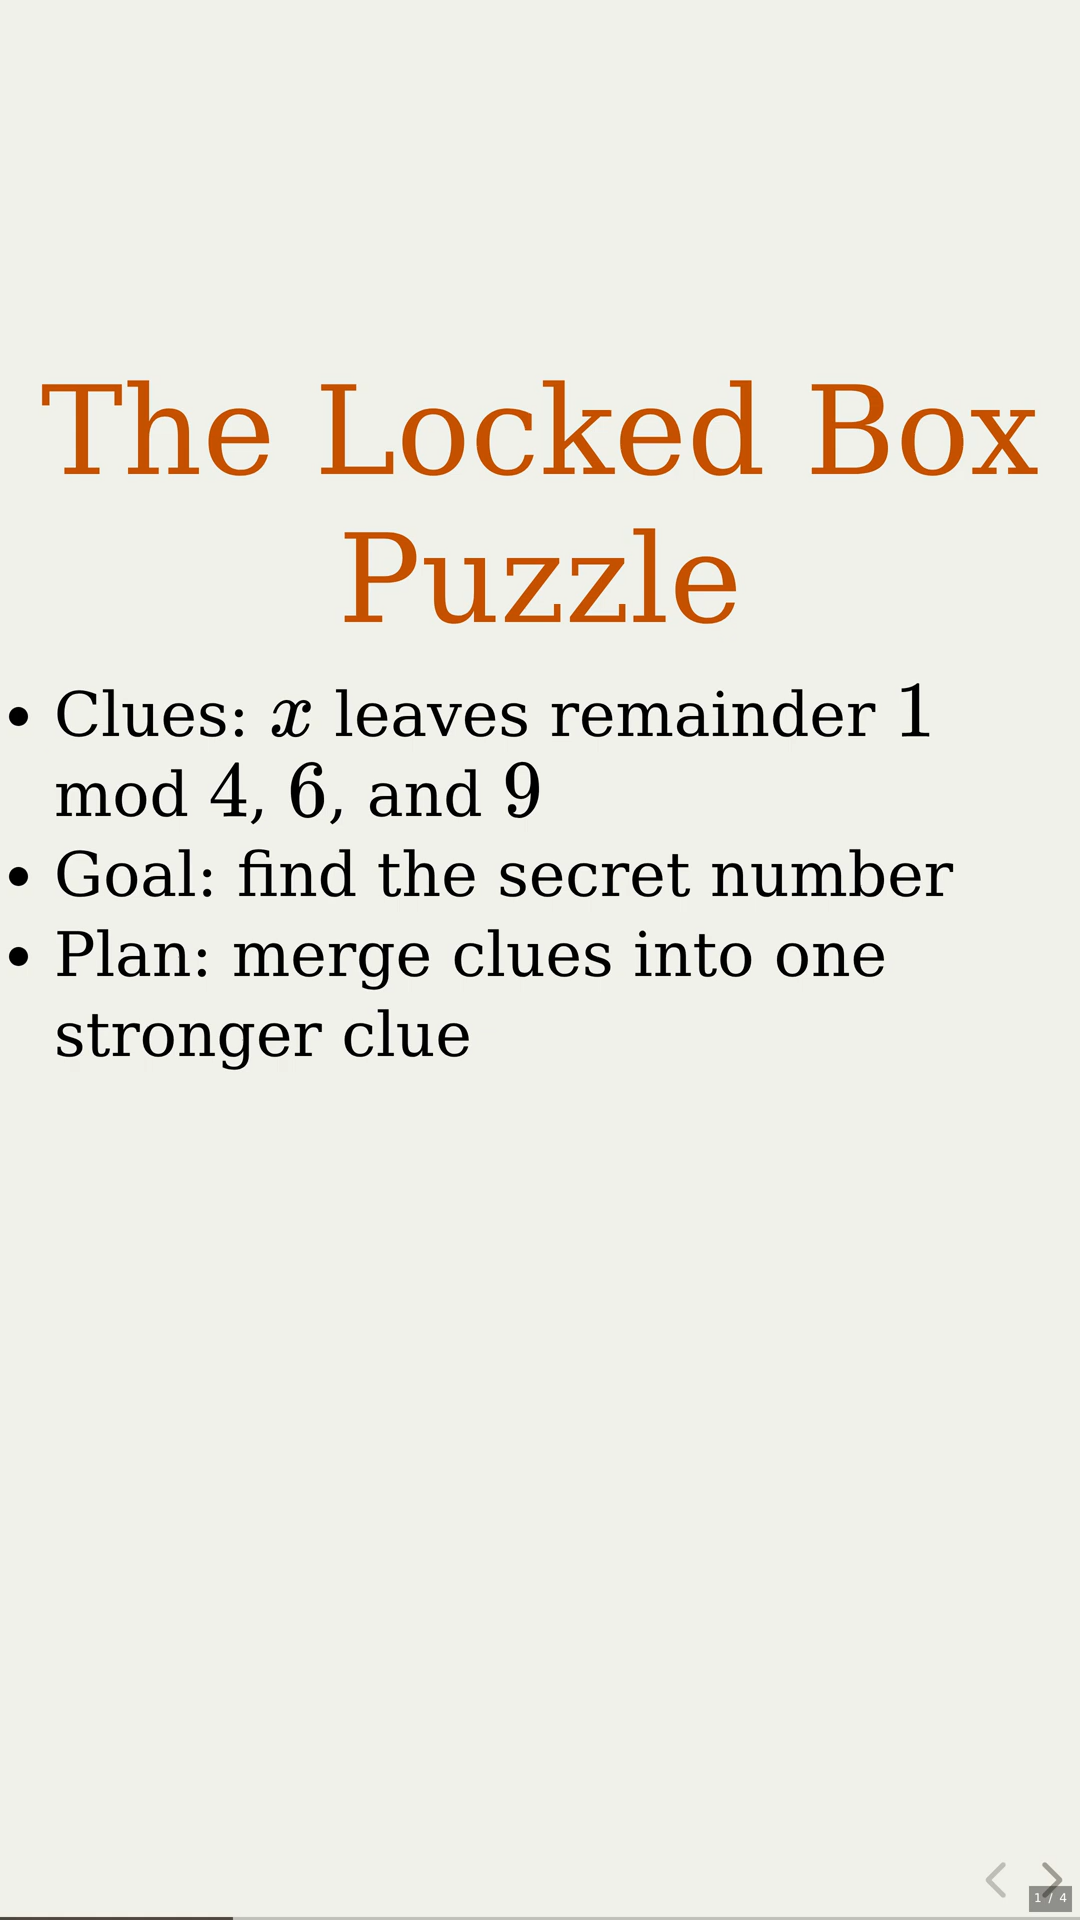 The Locked Box
Puzzle
• Clues: x leaves remainder 1
mod 4, 6, and 9
• Goal: find the secret number
• Plan: merge clues into one
stronger clue
1 / 4